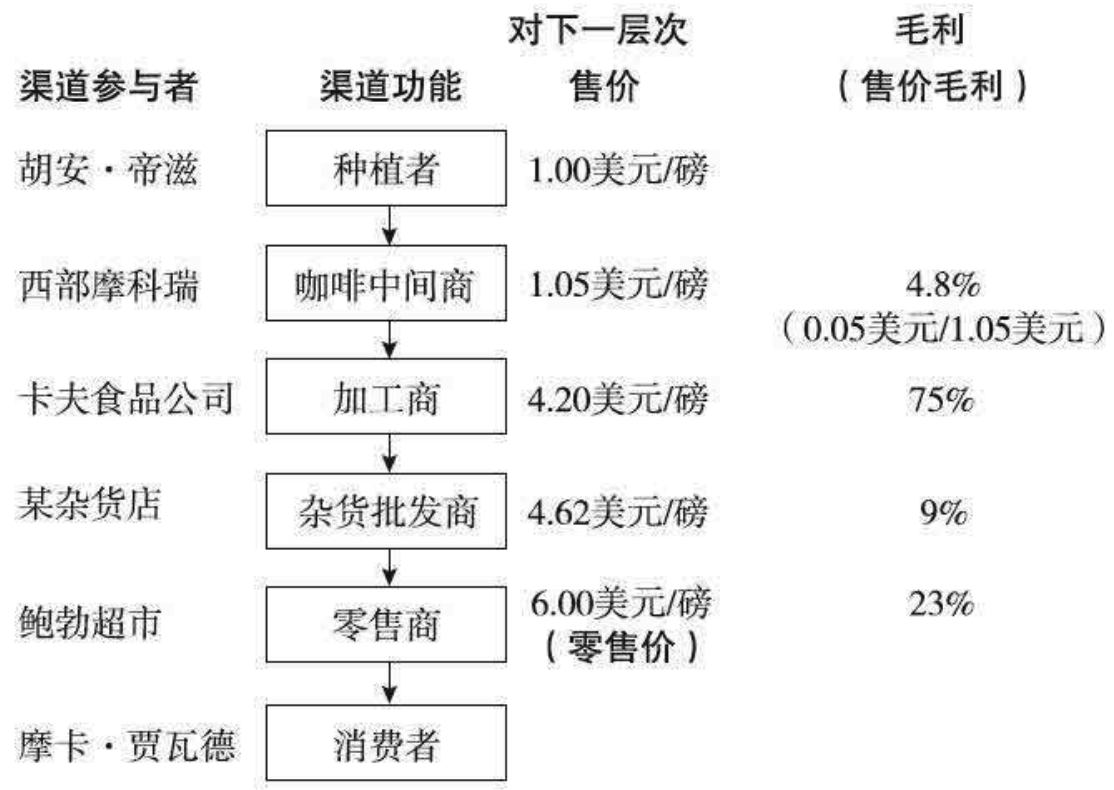 对下一层次 毛利
渠道参与者 渠道功能 售价 （售价毛利）
胡安·帝滋 种植者 1.00美元/磅
西部摩科瑞 咖啡中间商 1.05美元/磅 4.8%
（0.05美元/1.05美元）
卡夫食品公司 加工商 4.20美元/磅 75%
某杂货店 杂货批发商 4.62美元/磅 9%
鲍勃超市 零售商 6.00美元/磅 23%
（零售价）
摩卡·贾瓦德 消费者